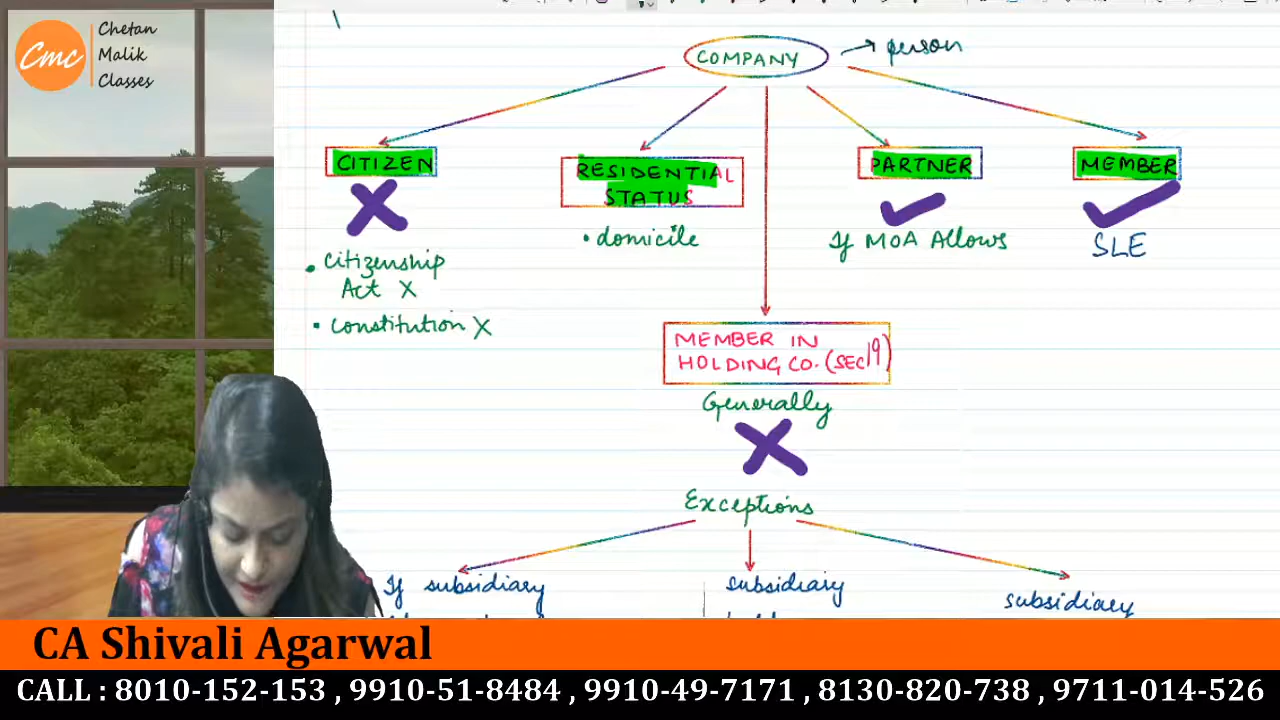 Chetan
Malik
Classes
Cmc
COMPANY → person
CITIZEN
RESIDENTIAL
STATUS
PARTNER
MEMBER
• domicile
If MOA Allows
SLE
• Citizenship
Act X
• Constitution X
MEMBER IN
HOLDING CO. (SEC 19)
Generally
Exceptions
If subsidiary
subsidiary
subsidiary
CA Shivali Agarwal
CALL : 8010-152-153 , 9910-51-8484 , 9910-49-7171 , 8130-820-738 , 9711-014-526